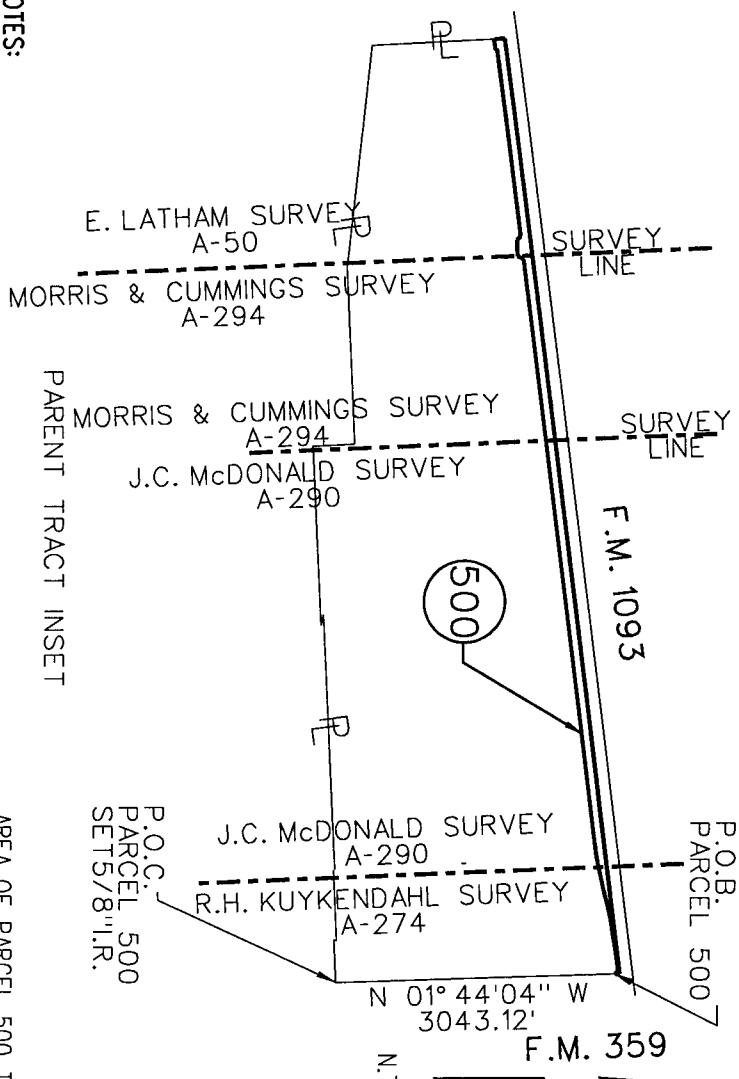 OTES:
PL
E. LATHAM SURVEY
A-50
PL
SURVEY
LINE
MORRIS & CUMMINGS SURVEY
A-294
MORRIS & CUMMINGS SURVEY
A-294
SURVEY
LINE
J.C. McDONALD SURVEY
A-290
PARENT TRACT INSET
F.M. 1093
500
PL
J.C. McDONALD SURVEY
A-290
R.H. KUYKENDAHL SURVEY
A-274
P.O.B.
PARCEL 500
P.O.C.
PARCEL 500
SET5/8"I.R.
N 01° 44'04" W
3043.12'
F.M. 359
N.
AREA OF PARCEL 500